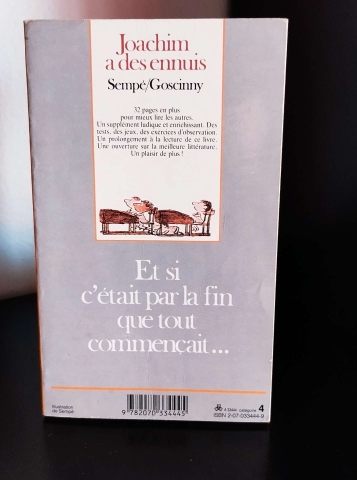 Joachim
a des ennuis
Sempé/Goscinny
32 pages en plus
pour mieux lire les autres.
Un supplément ludique et enrichissant. Des
tests, des jeux, des exercices d'observation.
Un prolongement à la lecture de ce livre.
Une ouverture sur la meilleure littérature.
Un plaisir de plus !
Et si
c'était par la fin
que tout
commençait...
Illustration
de Sempé
9 782070 334445
catégorie 4
ISBN 2-07-033444-9